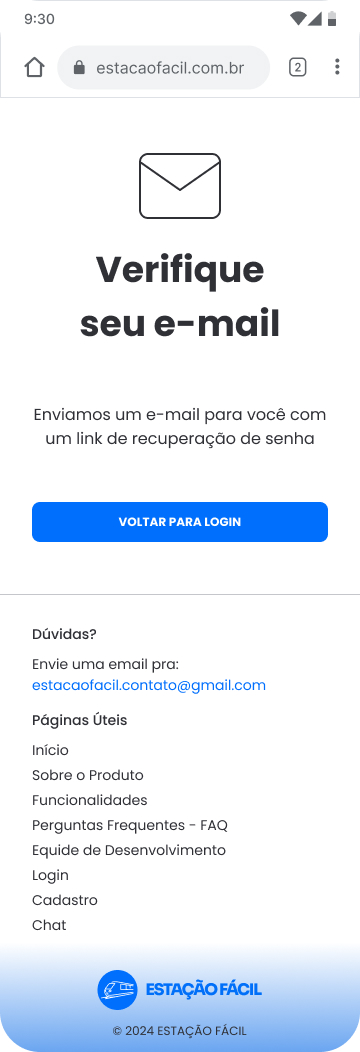 9:30
estacaofacil.com.br
2
Verifique
seu e-mail
Enviamos um e-mail para você com
um link de recuperação de senha
VOLTAR PARA LOGIN
Dúvidas?
Envie uma email pra:
estacaofacil.contato@gmail.com
Páginas Úteis
Início
Sobre o Produto
Funcionalidades
Perguntas Frequentes - FAQ
Equide de Desenvolvimento
Login
Cadastro
Chat
ESTAÇÃO FÁCIL
© 2024 ESTAÇÃO FÁCIL